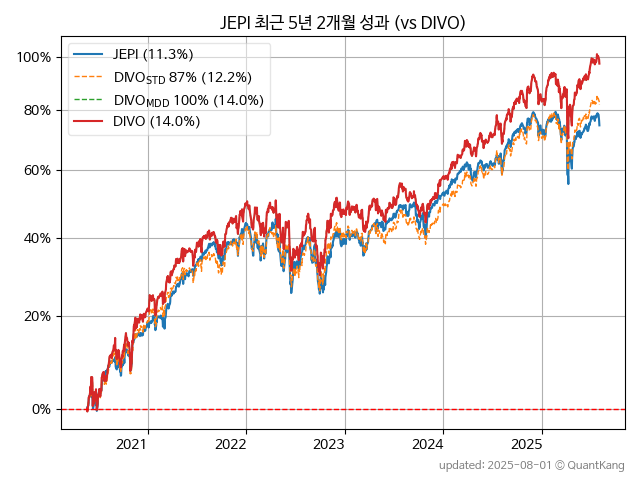 JEPI 최근 5년 2개월 성과 (vs DIVO)
JEPI (11.3%)
DIVO_STD 87% (12.2%)
DIVO_MDD 100% (14.0%)
DIVO (14.0%)
100%
80%
60%
40%
20%
0%
2021 2022 2023 2024 2025
updated: 2025-08-01 © QuantKang